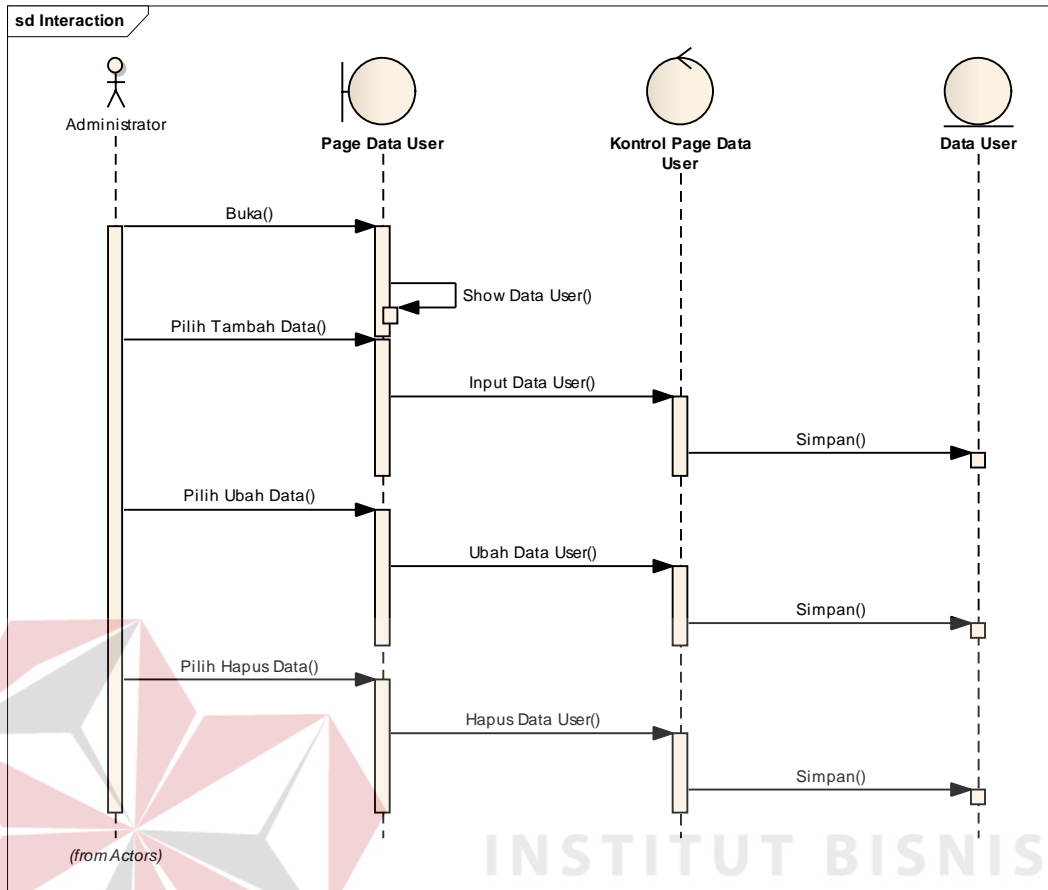 sd Interaction
Administrator
Page Data User
Kontrol Page Data
User
Data User
Buka()
Show Data User()
Pilih Tambah Data()
Input Data User()
Simpan()
Pilih Ubah Data()
Ubah Data User()
Simpan()
Pilih Hapus Data()
Hapus Data User()
Simpan()
(from Actors)
INSTITUT BISNIS